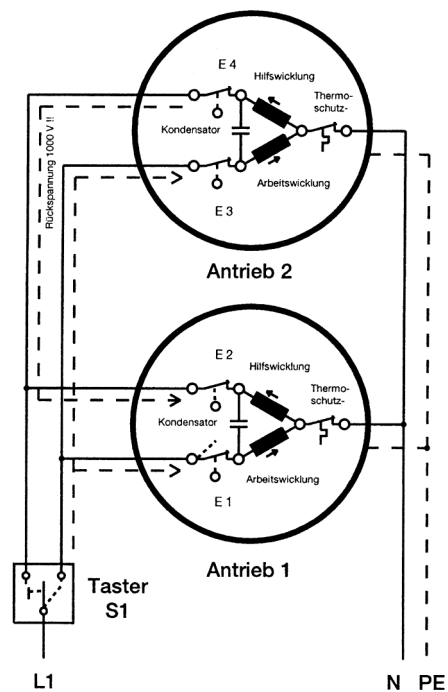 E 4
Hilfswicklung
Thermo-
schutz-
Kondensator
Rückspannung 1000 V !!
Arbeitswicklung
E 3
Antrieb 2
E 2
Hilfswicklung
Thermo-
schutz-
Kondensator
Arbeitswicklung
E 1
Antrieb 1
Taster
S1
L1
N PE